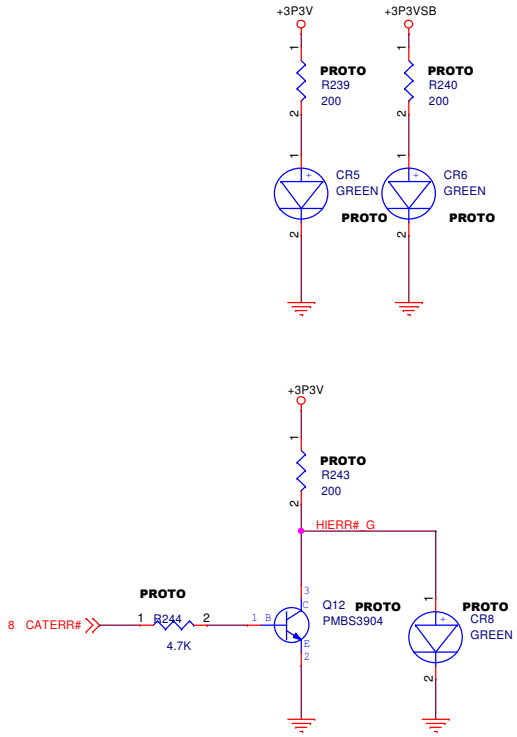 +3P3V
+3P3VSB
1
1
PROTO
R239
200
PROTO
R240
200
2
2
1
1
+
CR5
GREEN
+
CR6
GREEN
PROTO
PROTO
2
2
+3P3V
1
PROTO
R243
200
2
HIERR#_G
PROTO
8 CATERR#
1 R244 2
4.7K
3
C
1 B
E
2
Q12 PROTO
PMBS3904
1
PROTO
+
CR8
GREEN
2